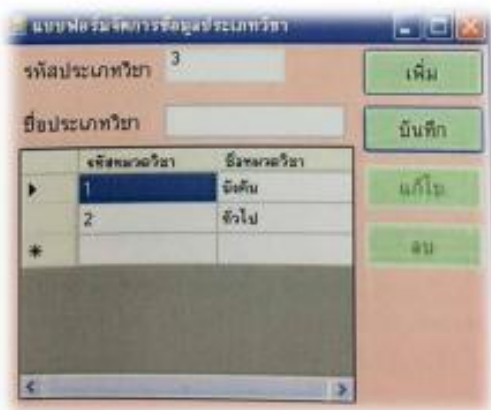 แบบฟอร์มจัดการข้อมูลประเภทวิชา
รหัสประเภทวิชา 3
เพิ่ม
ชื่อประเภทวิชา
บันทึก
รหัสหมวดวิชา ชื่อหมวดวิชา
1 บังคับ
แก้ไข
2 ทั่วไป
ลบ